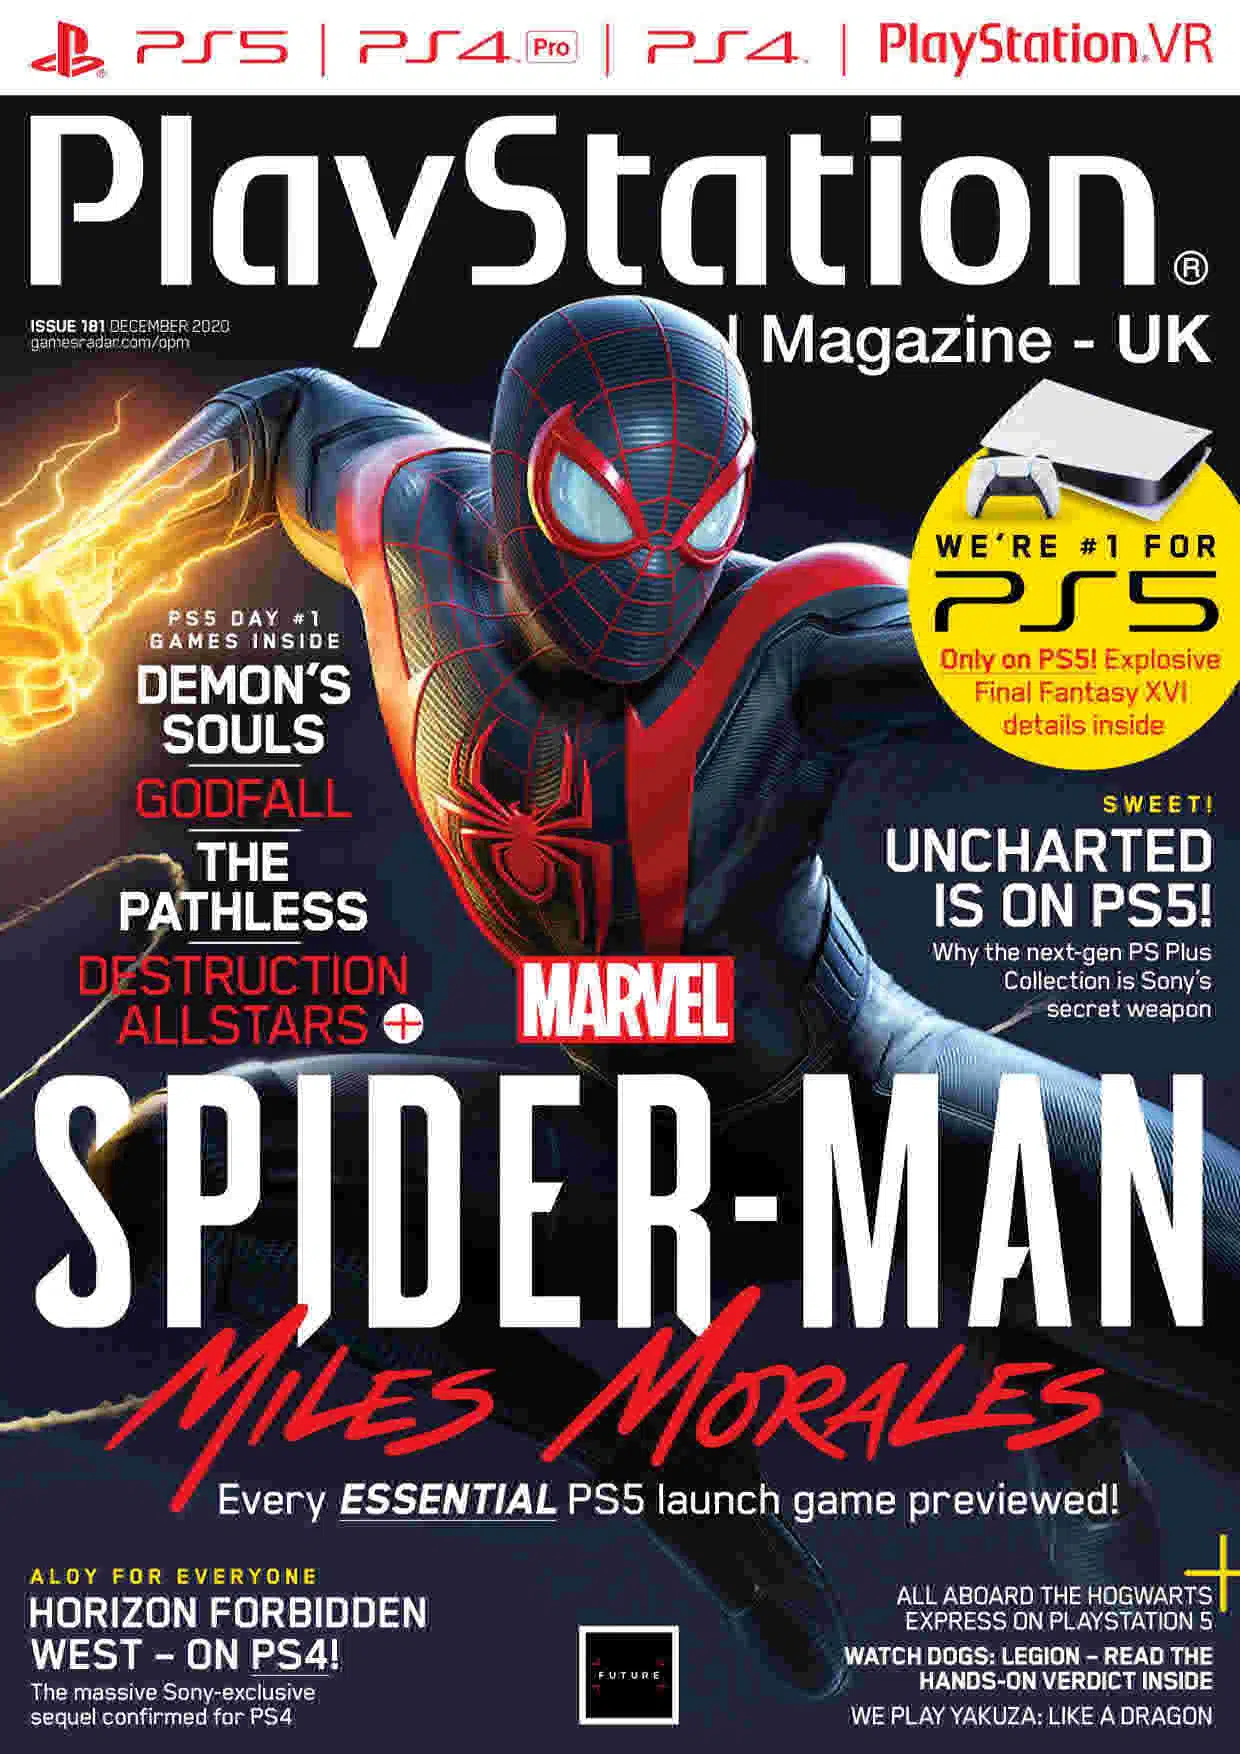 PS5 | PS4 Pro | PS4 | PlayStation VR
PlayStation®
ISSUE 181 DECEMBER 2020
gamesradar.com/opm
l Magazine - UK
WE'RE #1 FOR
PS5
Only on PS5! Explosive
Final Fantasy XVI
details inside
PS5 DAY #1
GAMES INSIDE
DEMON'S
SOULS
GODFALL
THE
PATHLESS
DESTRUCTION
ALLSTARS +
SWEET!
UNCHARTED
IS ON PS5!
Why the next-gen PS Plus
Collection is Sony's
secret weapon
MARVEL
SPIDER-MAN
MILES MORALES
Every ESSENTIAL PS5 launch game previewed!
ALOY FOR EVERYONE
HORIZON FORBIDDEN
WEST – ON PS4!
The massive Sony-exclusive
sequel confirmed for PS4
FUTURE
+
ALL ABOARD THE HOGWARTS
EXPRESS ON PLAYSTATION 5
WATCH DOGS: LEGION – READ THE
HANDS-ON VERDICT INSIDE
WE PLAY YAKUZA: LIKE A DRAGON